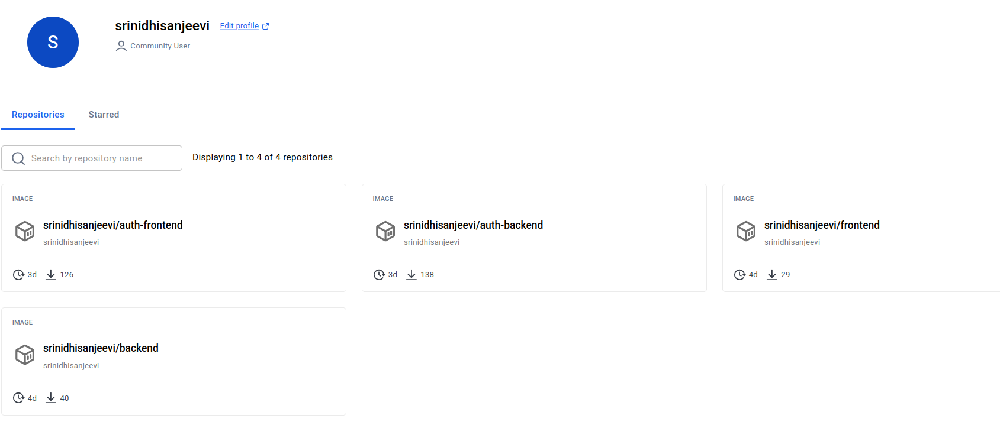 S
srinidhisanjeevi Edit profile
Community User
Repositories Starred
Search by repository name Displaying 1 to 4 of 4 repositories
IMAGE
srinidhisanjeevi/auth-frontend
srinidhisanjeevi
3d 126
IMAGE
srinidhisanjeevi/auth-backend
srinidhisanjeevi
3d 138
IMAGE
srinidhisanjeevi/frontend
srinidhisanjeevi
4d 29
IMAGE
srinidhisanjeevi/backend
srinidhisanjeevi
4d 40